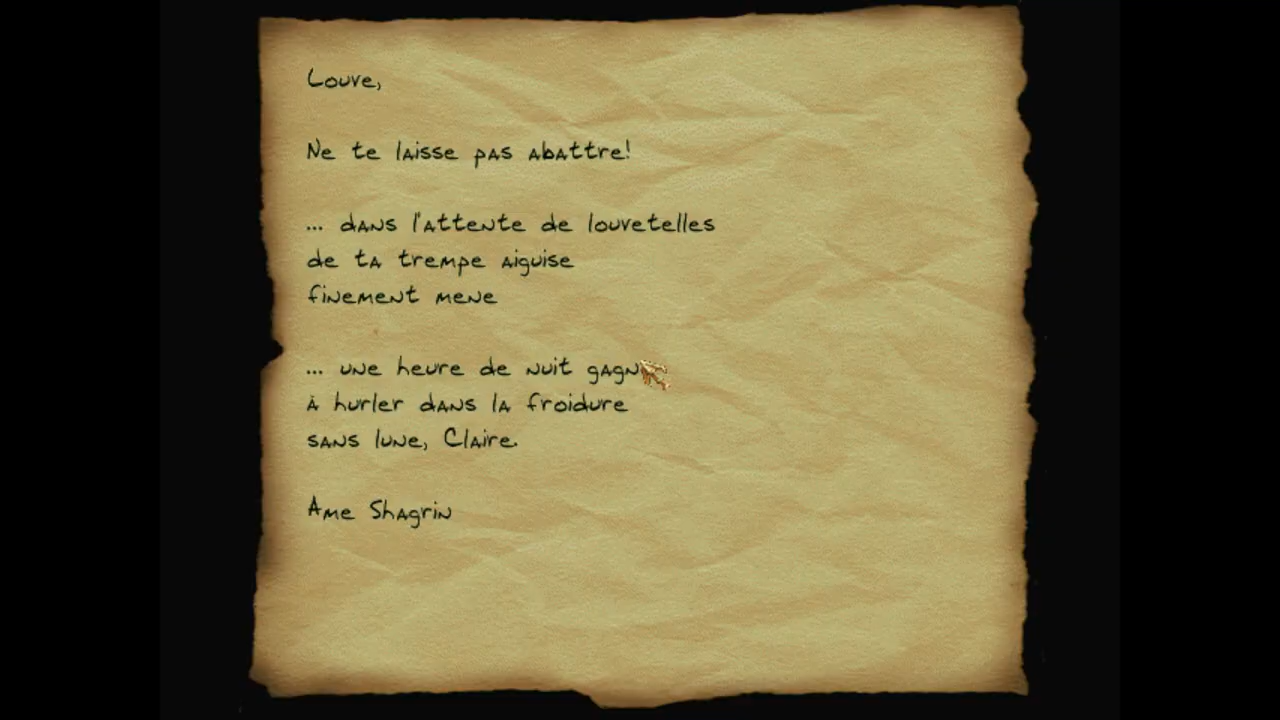 Louve,
Ne te laisse pas abattre!
... dans l'attente de louvetelles
de ta trempe aiguise
finement mene
... une heure de nuit
à hurler dans la froidure
sans lune, Claire.
Ame Shagrin